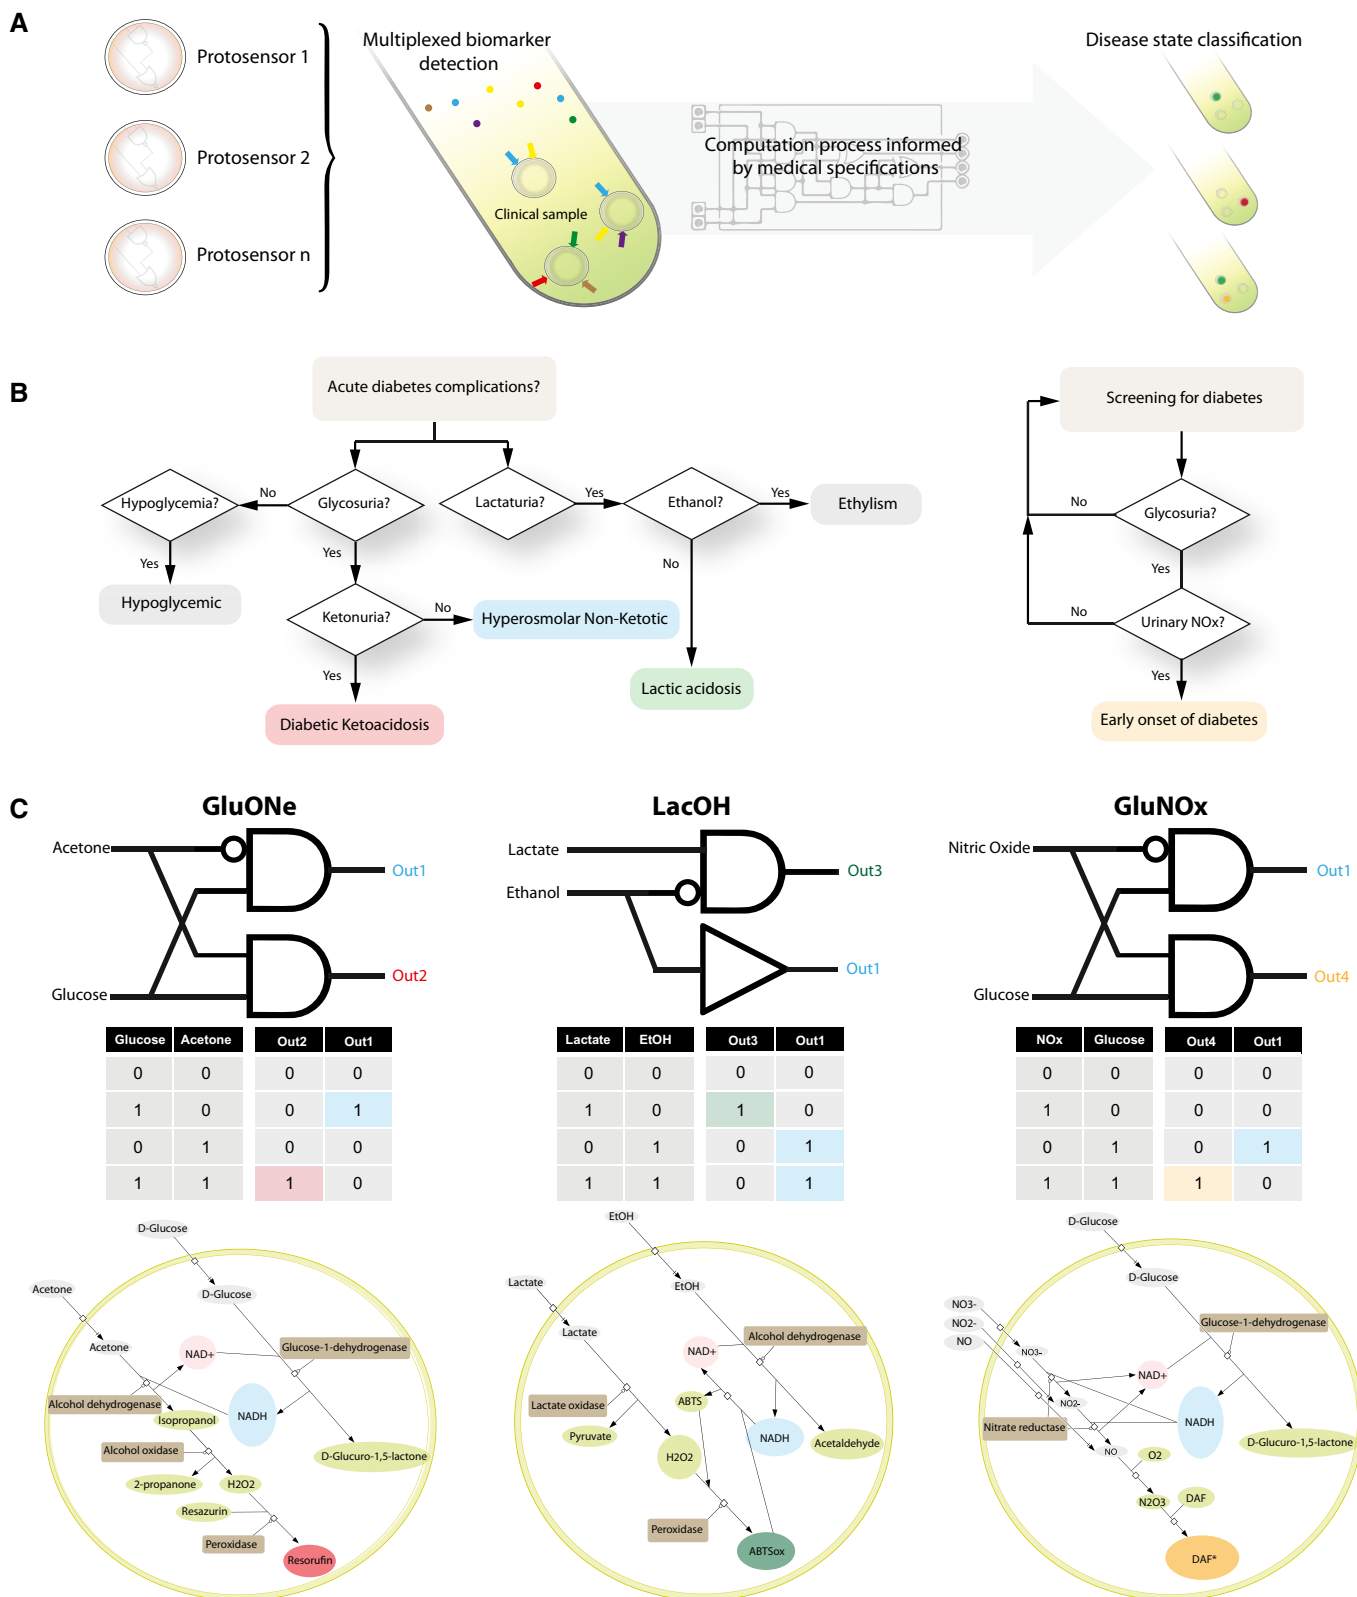 A
Protosensor 1
Protosensor 2
Protosensor n
Multiplexed biomarker
detection
Clinical sample
Computation process informed
by medical specifications
Disease state classification
B
Acute diabetes complications?
Hypoglycemia?
No
Glycosuria?
Lactaturia?
Yes
Ethanol?
Yes
Ethylism
Yes
Yes
No
Hypoglycemic
Ketonuria?
No
Hyperosmolar Non-Ketotic
Yes
Lactic acidosis
Diabetic Ketoacidosis
Screening for diabetes
No
Glycosuria?
Yes
No
Urinary NOx?
Yes
Early onset of diabetes
C
GluONe
Acetone
Out1
Out2
Glucose
Glucose Acetone Out2 Out1
0 0 0 0
1 0 0 1
0 1 0 0
1 1 1 0
D-Glucose
Acetone
D-Glucose
Acetone
NAD+
Glucose-1-dehydrogenase
Alcohol dehydrogenase
Isopropanol
NADH
Alcohol oxidase
D-Glucuro-1,5-lactone
2-propanone
H2O2
Resazurin
Peroxidase
Resorufin
LacOH
Lactate
Out3
Ethanol
Out1
Lactate EtOH Out3 Out1
0 0 0 0
1 0 1 0
0 1 0 1
1 1 0 1
EtOH
Lactate
EtOH
Lactate
Alcohol dehydrogenase
NAD+
Lactate oxidase
ABTS
Pyruvate
NADH
Acetaldehyde
H2O2
Peroxidase
ABTSox
GluNOx
Nitric Oxide
Out1
Out4
Glucose
NOx Glucose Out4 Out1
0 0 0 0
1 0 0 0
0 1 0 1
1 1 1 0
D-Glucose
D-Glucose
NO3-
NO2-
NO
Glucose-1-dehydrogenase
NO3-
NAD+
NO2-
Nitrate reductase
NADH
NO
O2
D-Glucuro-1,5-lactone
N2O3
DAF
DAF*